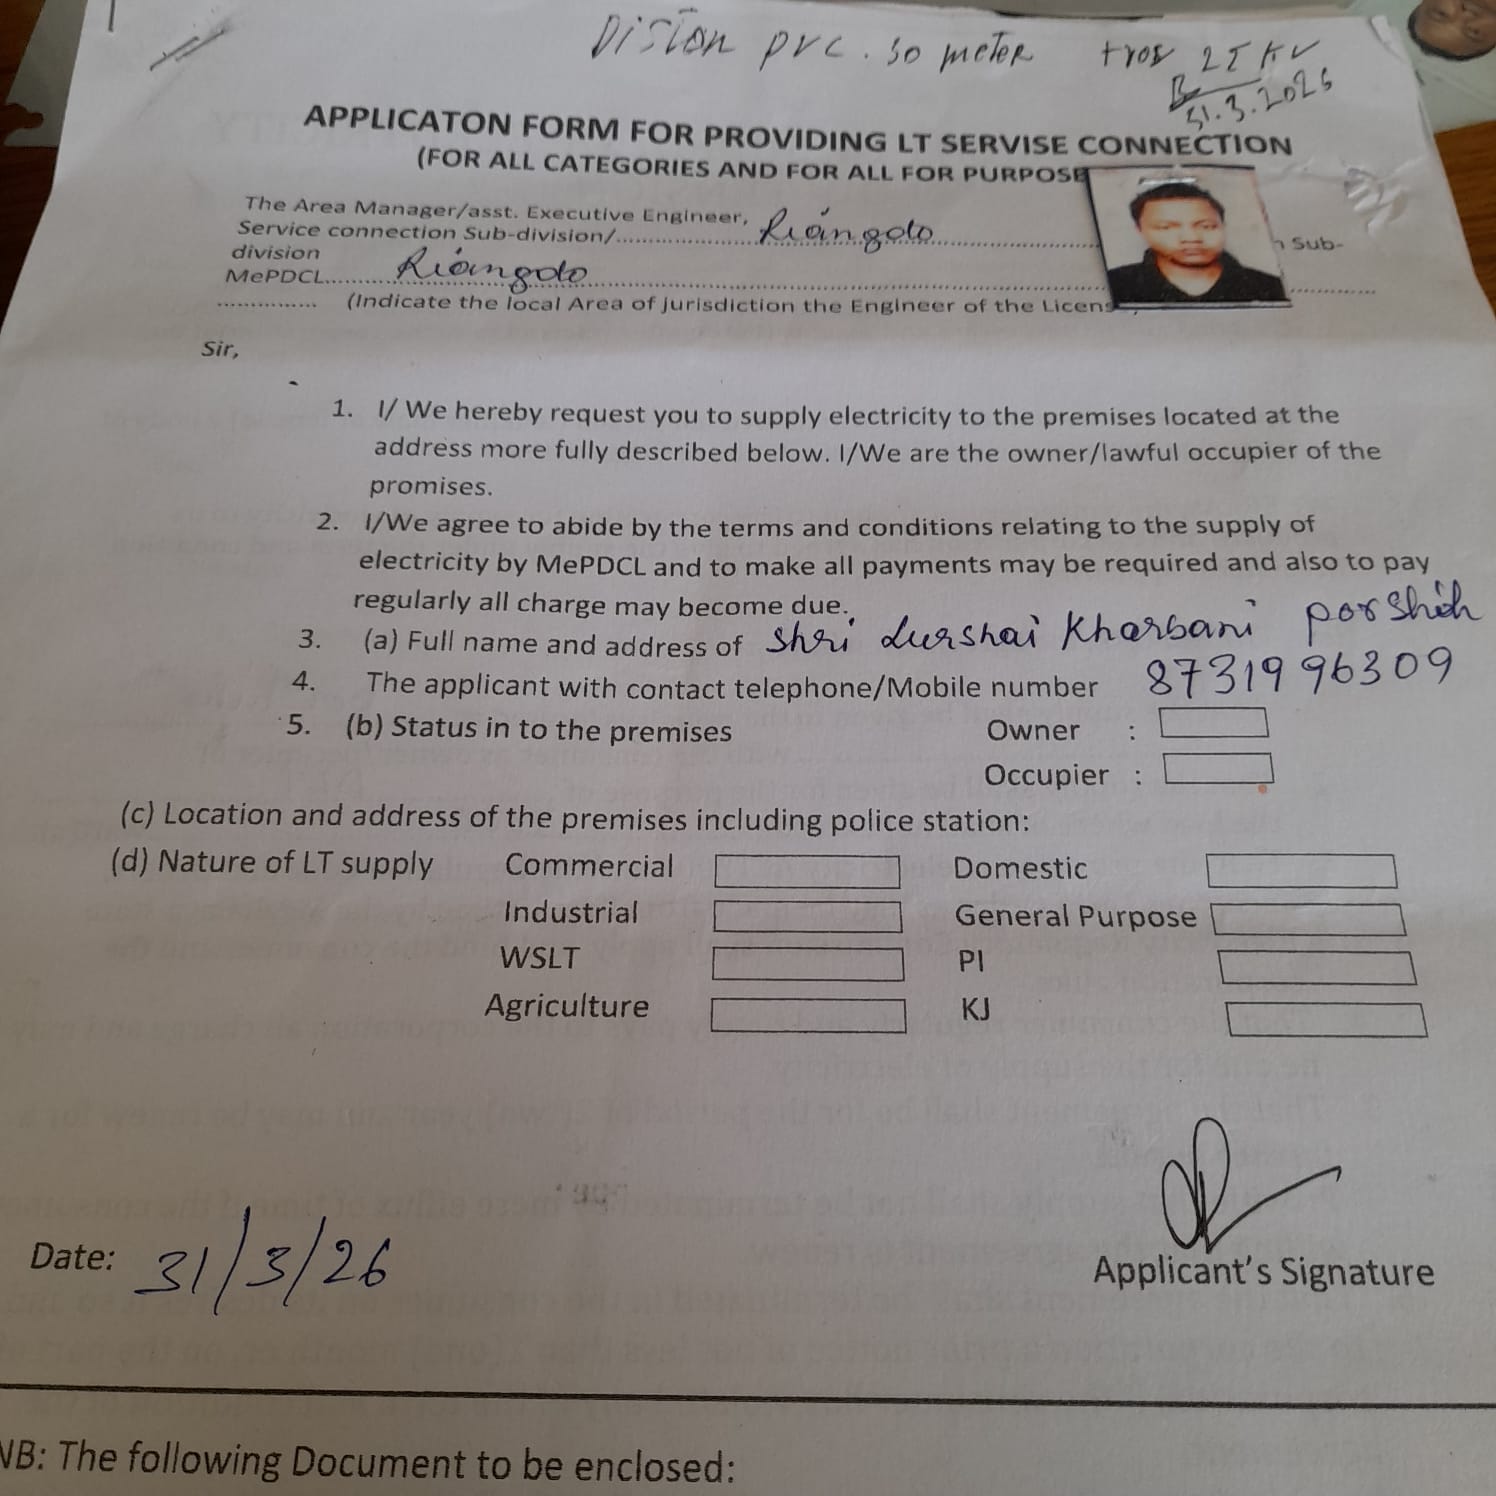 Distan pvc. 50 meter tros 25 KV
31.3.2026
APPLICATON FORM FOR PROVIDING LT SERVISE CONNECTION
(FOR ALL CATEGORIES AND FOR ALL FOR PURPOSE
The Area Manager/asst. Executive Engineer,
Service connection Sub-division/.................... Riangdo .................... Sub-
division
MePDCL....... Riangdo ..............................
............... (Indicate the local Area of jurisdiction the Engineer of the Licens
Sir,
1. I/ We hereby request you to supply electricity to the premises located at the
address more fully described below. I/We are the owner/lawful occupier of the
promises.
2. I/We agree to abide by the terms and conditions relating to the supply of
electricity by MePDCL and to make all payments may be required and also to pay
regularly all charge may become due.
3. (a) Full name and address of Shri Lurshai Kharbani porshih
4. The applicant with contact telephone/Mobile number 8731996309
5. (b) Status in to the premises Owner :
Occupier :
(c) Location and address of the premises including police station:
(d) Nature of LT supply Commercial Domestic
Industrial General Purpose
WSLT PI
Agriculture KJ
Date: 31/3/26
Applicant's Signature
NB: The following Document to be enclosed: